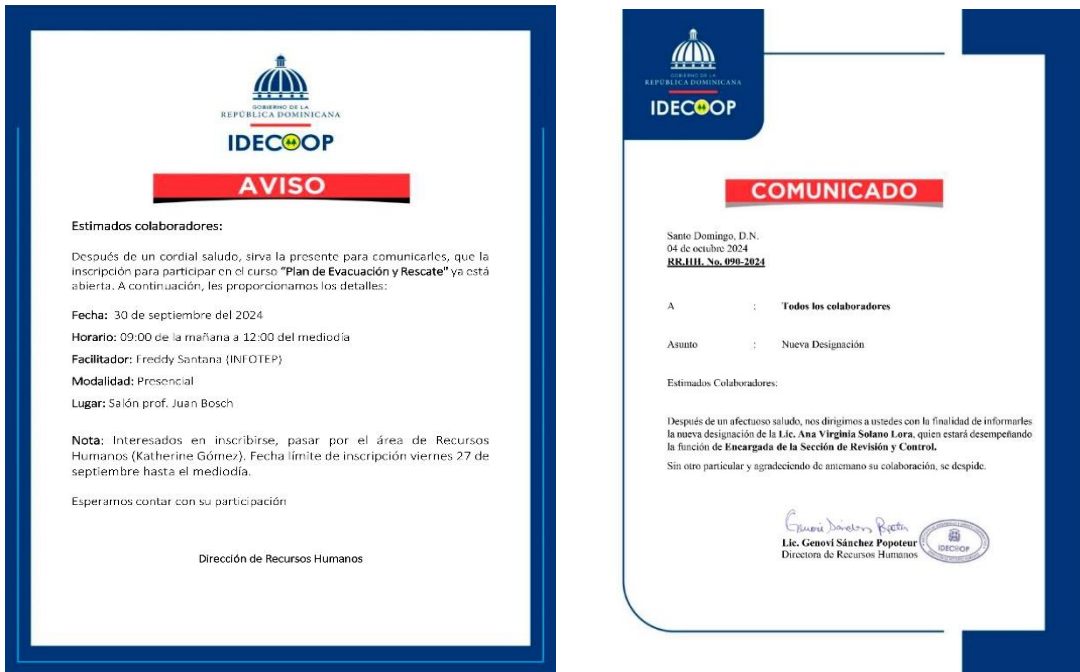 GOBIERNO DE LA
REPÚBLICA DOMINICANA
IDECOOP
AVISO
Estimados colaboradores:
Después de un cordial saludo, sirva la presente para comunicarles, que la
inscripción para participar en el curso "Plan de Evacuación y Rescate" ya está
abierta. A continuación, les proporcionamos los detalles:
Fecha: 30 de septiembre del 2024
Horario: 09:00 de la mañana a 12:00 del mediodía
Facilitador: Freddy Santana (INFOTEP)
Modalidad: Presencial
Lugar: Salón prof. Juan Bosch
Nota: Interesados en inscribirse, pasar por el área de Recursos
Humanos (Katherine Gómez). Fecha límite de inscripción viernes 27 de
septiembre hasta el mediodía.
Esperamos contar con su participación
Dirección de Recursos Humanos
GOBIERNO DE LA
REPÚBLICA DOMINICANA
IDECOOP
COMUNICADO
Santo Domingo, D.N.
04 de octubre 2024
RR.HH. No. 090-2024
A : Todos los colaboradores
Asunto : Nueva Designación
Estimados Colaboradores:
Después de un afectuoso saludo, nos dirigimos a ustedes con la finalidad de informarles
la nueva designación de la Lic. Ana Virginia Solano Lora, quien estará desempeñando
la función de Encargada de la Sección de Revisión y Control.
Sin otro particular y agradeciendo de antemano su colaboración, se despide.
Lic. Genoví Sánchez Popoteur
Directora de Recursos Humanos
IDECOOP